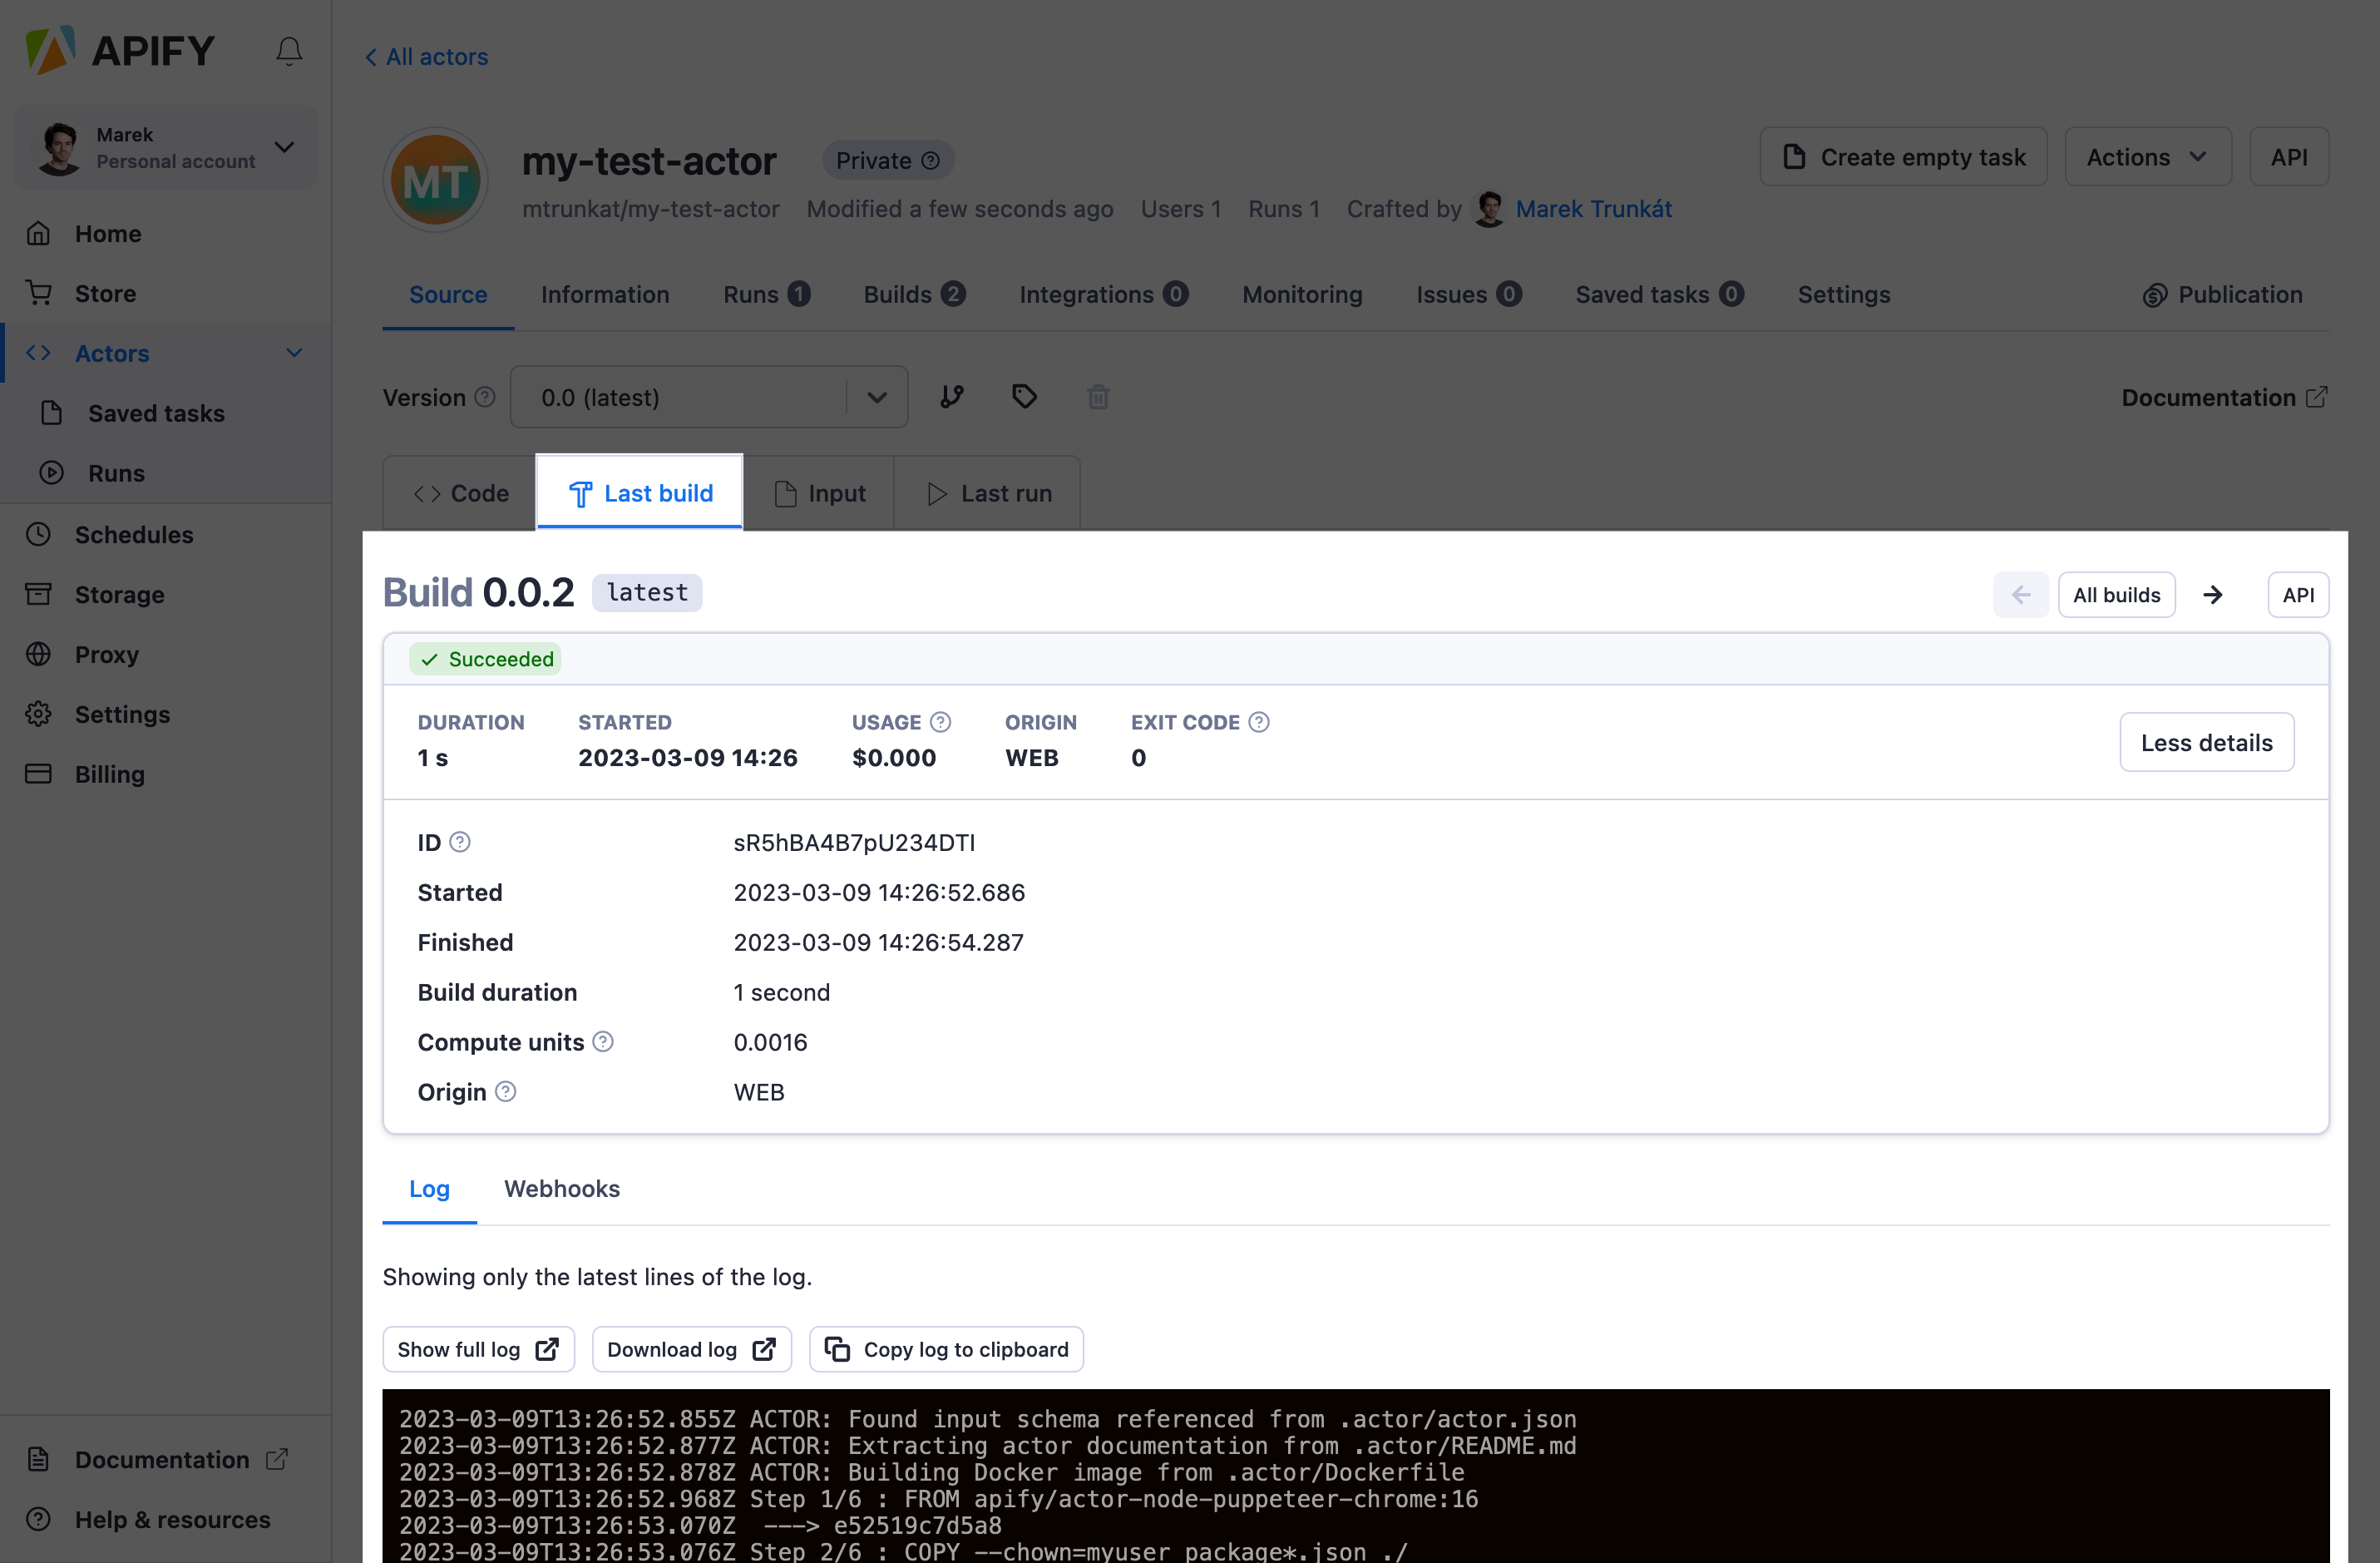 APIFY
Marek
Personal account
Home
Store
Actors
Saved tasks
Runs
Schedules
Storage
Proxy
Settings
Billing
Documentation
Help & resources
All actors
MT
my-test-actor Private
Create empty task Actions API
mtrunkat/my-test-actor Modified a few seconds ago Users 1 Runs 1 Crafted by Marek Trunkát
Source Information Runs 1 Builds 2 Integrations 0 Monitoring Issues 0 Saved tasks 0 Settings Publication
Version 0.0 (latest) Documentation
Code Last build Input Last run
Build 0.0.2 latest All builds API
Succeeded
DURATION STARTED USAGE ORIGIN EXIT CODE
1 s 2023-03-09 14:26 $0.000 WEB 0
Less details
ID sR5hBA4B7pU234DTI
Started 2023-03-09 14:26:52.686
Finished 2023-03-09 14:26:54.287
Build duration 1 second
Compute units 0.0016
Origin WEB
Log Webhooks
Showing only the latest lines of the log.
Show full log Download log Copy log to clipboard
2023-03-09T13:26:52.855Z ACTOR: Found input schema referenced from .actor/actor.json
2023-03-09T13:26:52.877Z ACTOR: Extracting actor documentation from .actor/README.md
2023-03-09T13:26:52.878Z ACTOR: Building Docker image from .actor/Dockerfile
2023-03-09T13:26:52.968Z Step 1/6 : FROM apify/actor-node-puppeteer-chrome:16
2023-03-09T13:26:53.070Z  ---> e52519c7d5a8
2023-03-09T13:26:53.076Z Step 2/6 : COPY --chown=myuser package*.json ./